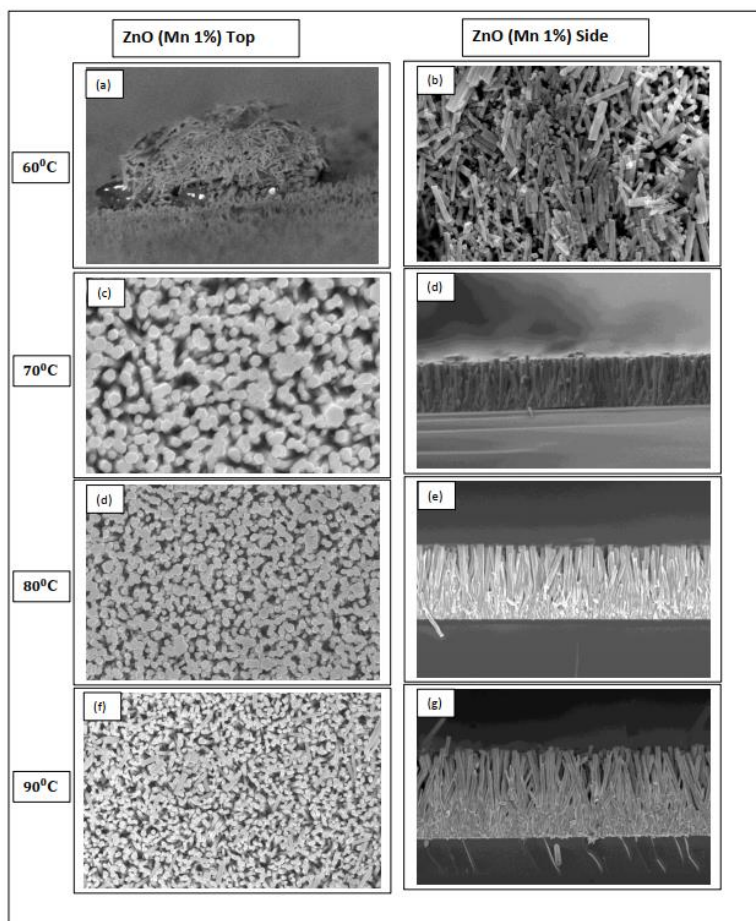 ZnO (Mn 1%) Top
ZnO (Mn 1%) Side
60⁰C
(a)
(b)
70⁰C
(c)
(d)
80⁰C
(d)
(e)
90⁰C
(f)
(g)